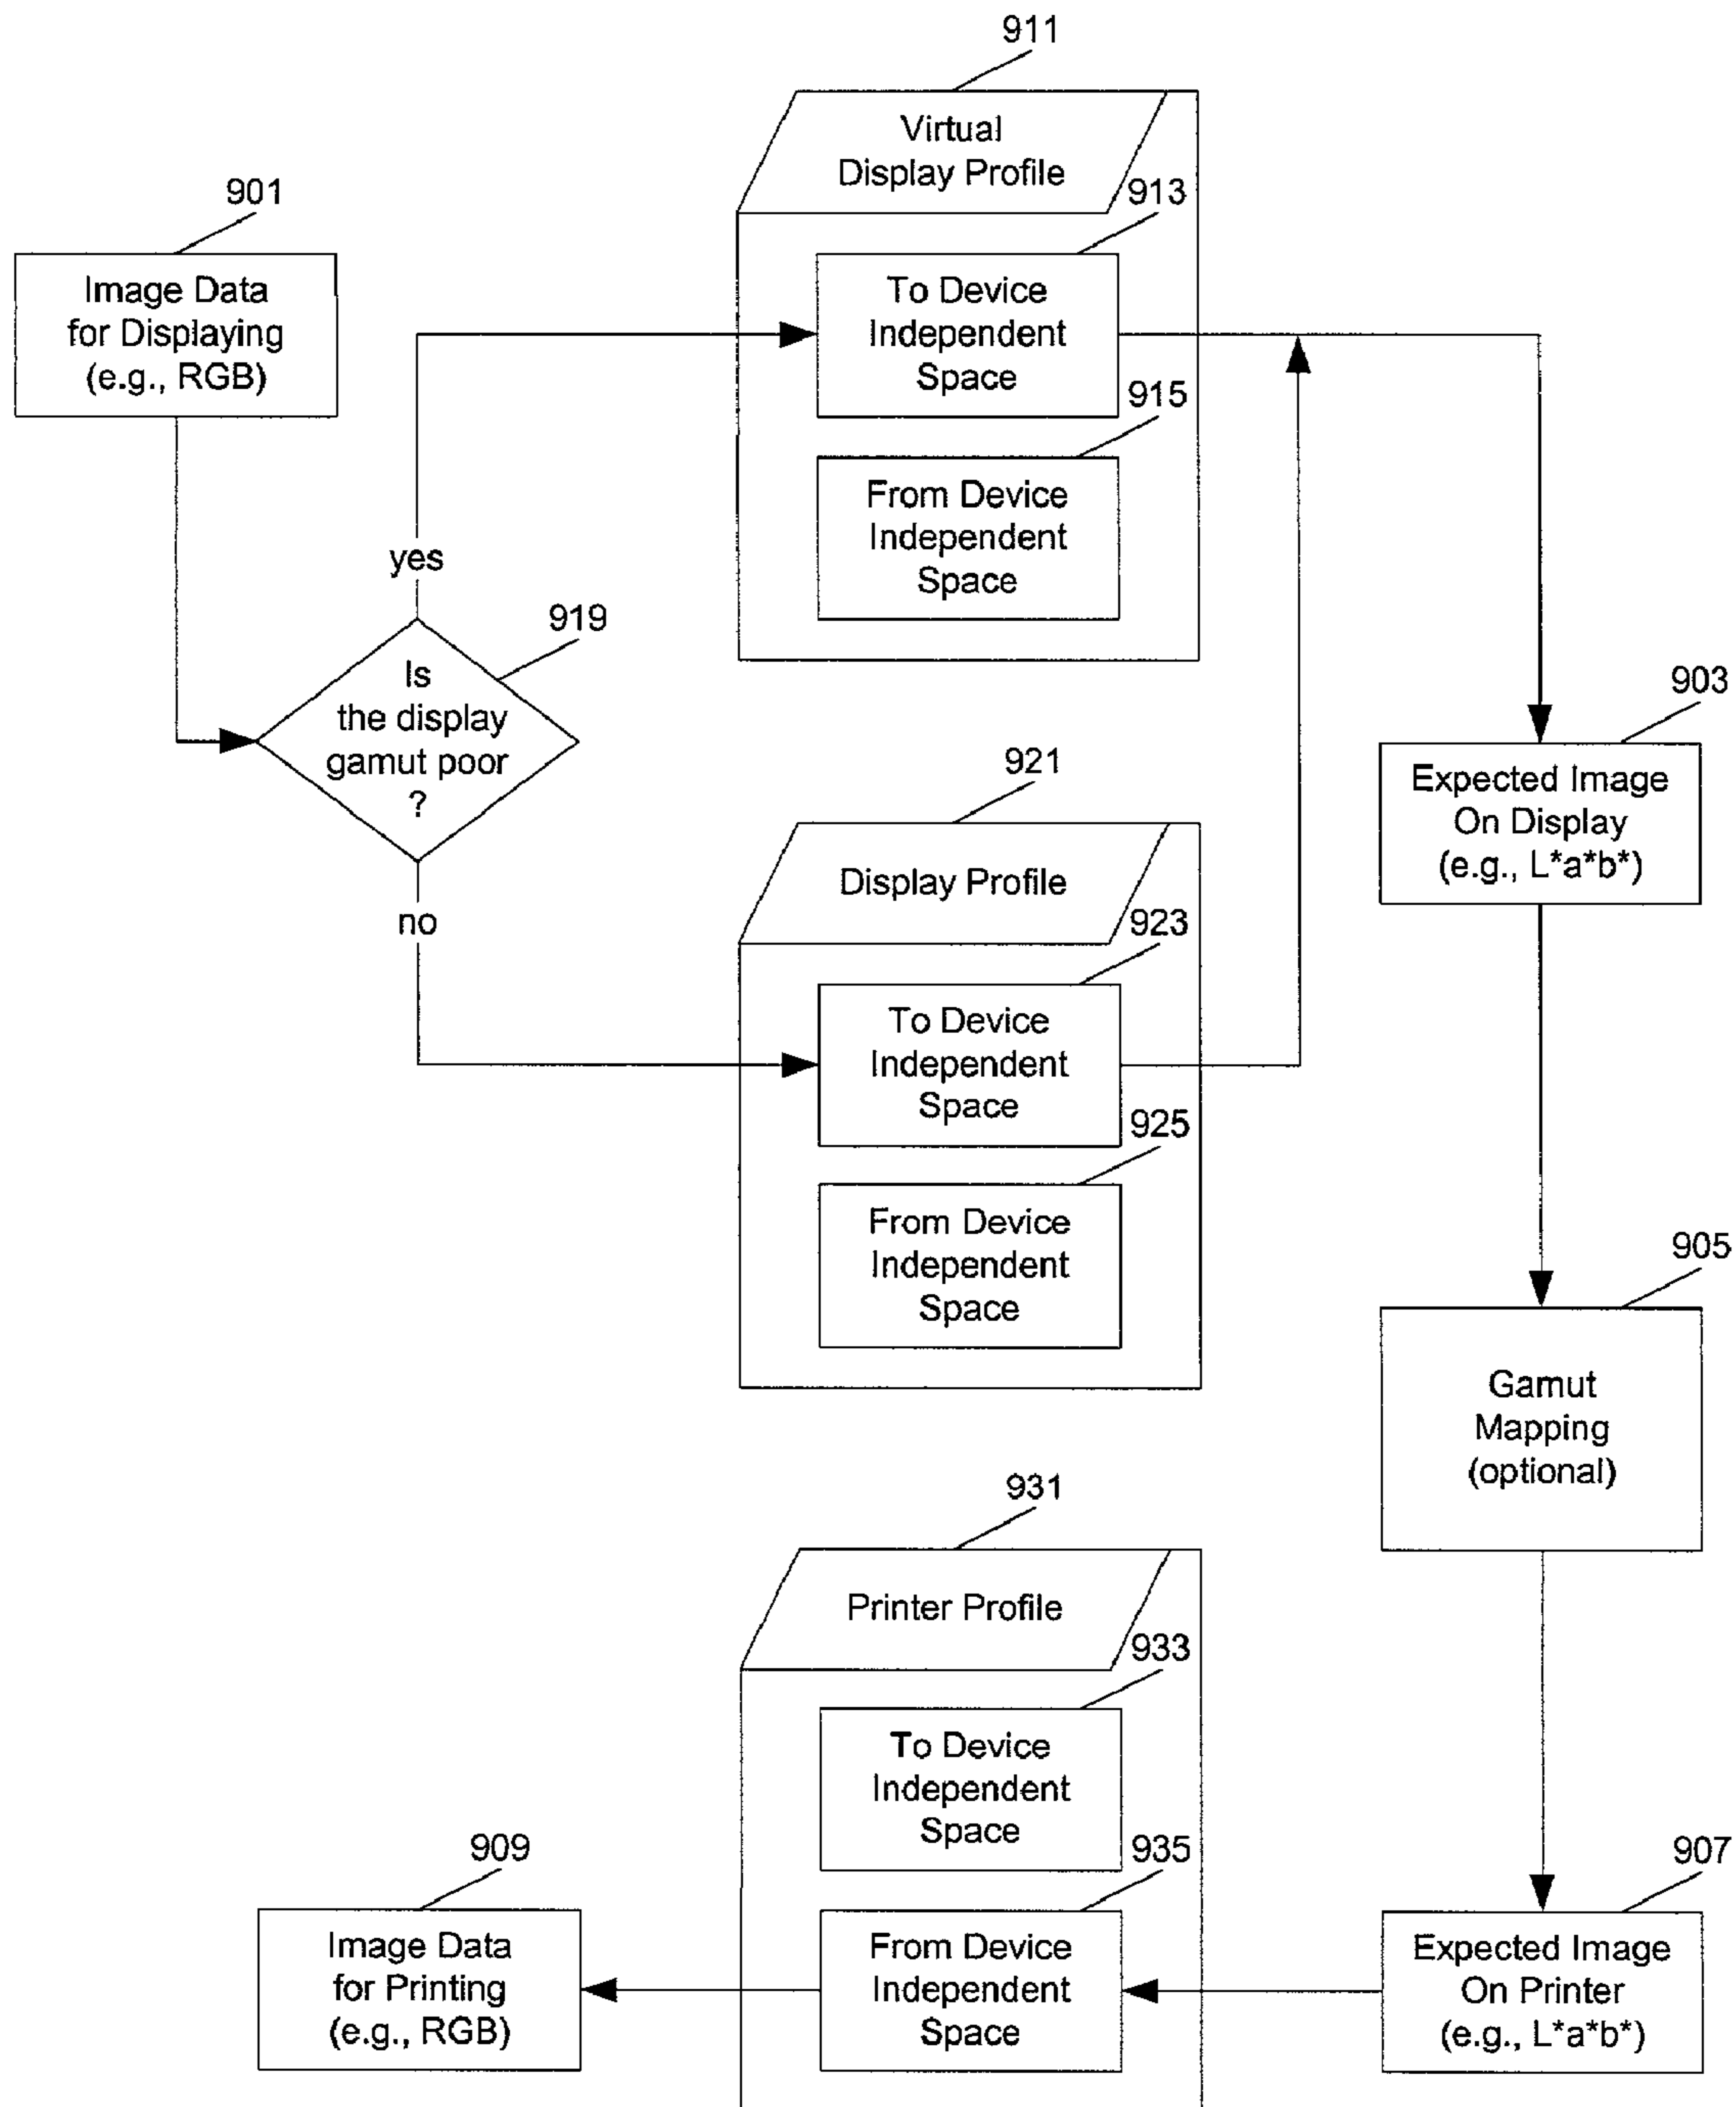 911
Virtual
Display Profile
913
901
Image Data
for Displaying
(e.g., RGB)
To Device
Independent
Space
915
From Device
Independent
Space
yes
919
Is
the display
gamut poor
?
no
903
Expected Image
On Display
(e.g., L*a*b*)
921
Display Profile
923
To Device
Independent
Space
925
From Device
Independent
Space
905
Gamut
Mapping
(optional)
931
Printer Profile
933
To Device
Independent
Space
935
From Device
Independent
Space
907
Expected Image
On Printer
(e.g., L*a*b*)
909
Image Data
for Printing
(e.g., RGB)